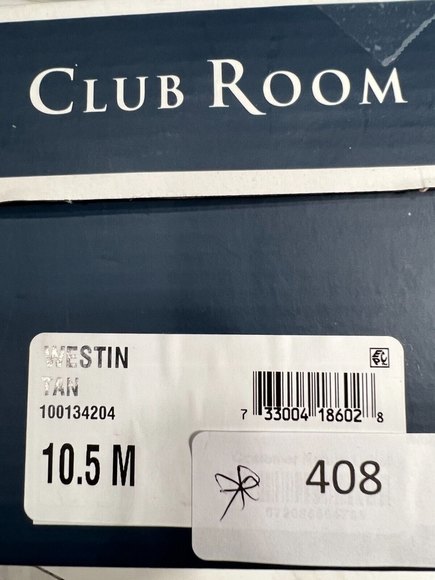 CLUB ROOM
WESTIN
TAN
100134204
10.5 M
7 33004 18602 8
408